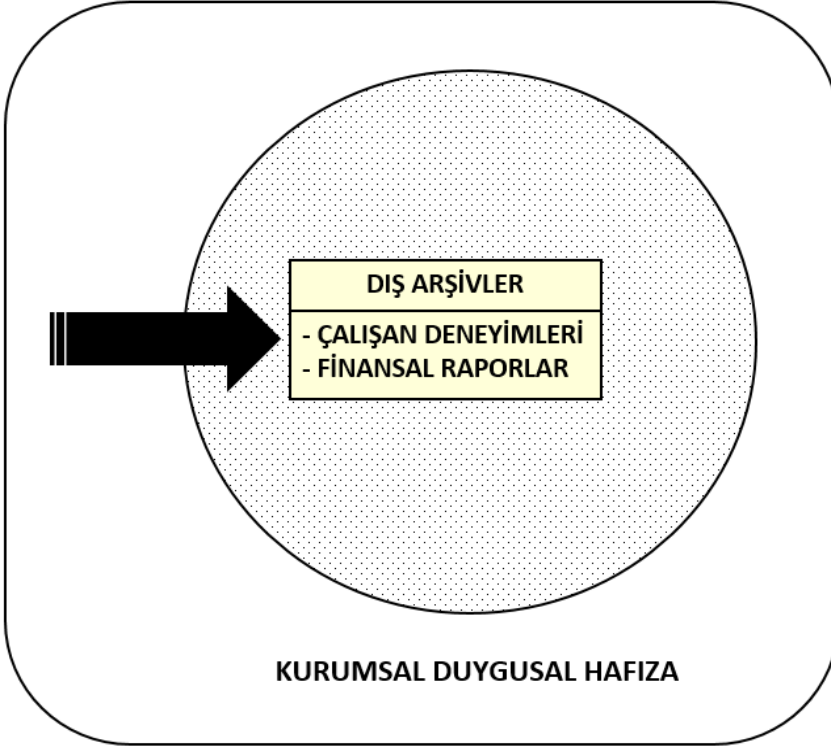 DIŞ ARŞİVLER
- ÇALIŞAN DENEYİMLERİ
- FİNANSAL RAPORLAR
KURUMSAL DUYGUSAL HAFIZA